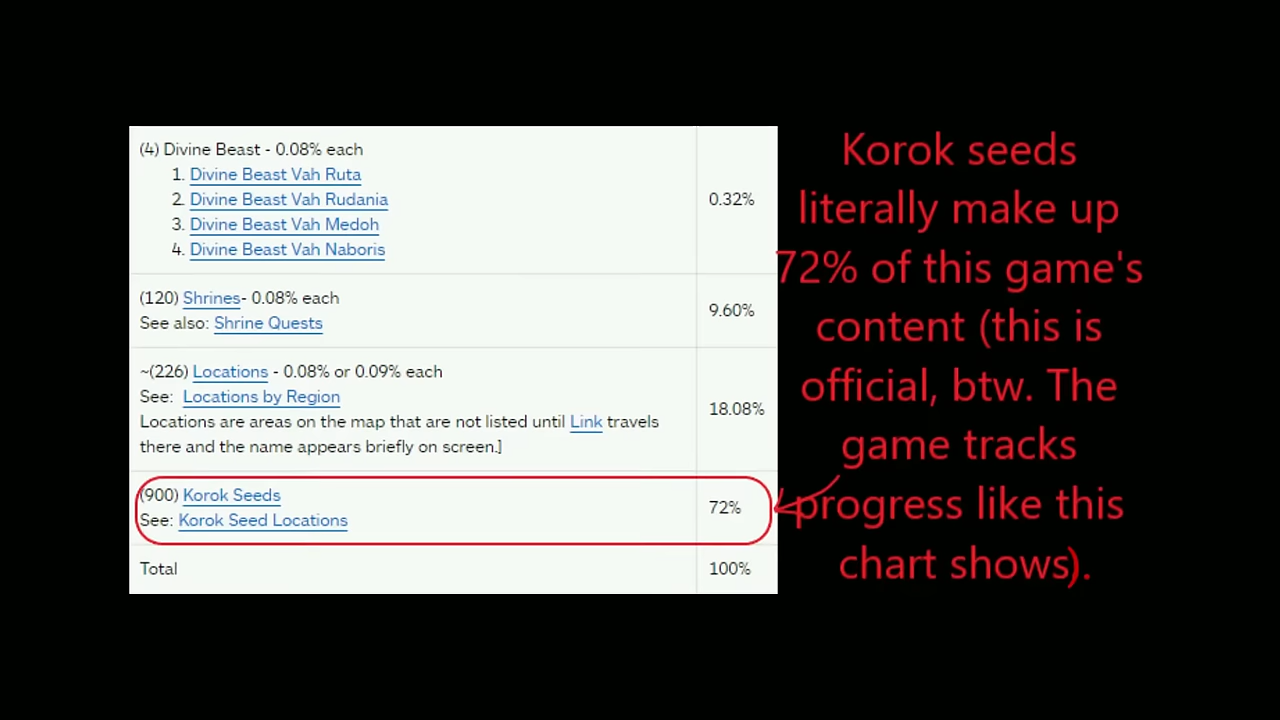 (4) Divine Beast - 0.08% each
1. Divine Beast Vah Ruta
2. Divine Beast Vah Rudania
3. Divine Beast Vah Medoh
4. Divine Beast Vah Naboris
0.32%
(120) Shrines- 0.08% each
See also: Shrine Quests
9.60%
~(226) Locations - 0.08% or 0.09% each
See: Locations by Region
Locations are areas on the map that are not listed until Link travels
there and the name appears briefly on screen.]
18.08%
(900) Korok Seeds
See: Korok Seed Locations
72%
Total
100%
Korok seeds
literally make up
72% of this game's
content (this is
official, btw. The
game tracks
progress like this
chart shows).